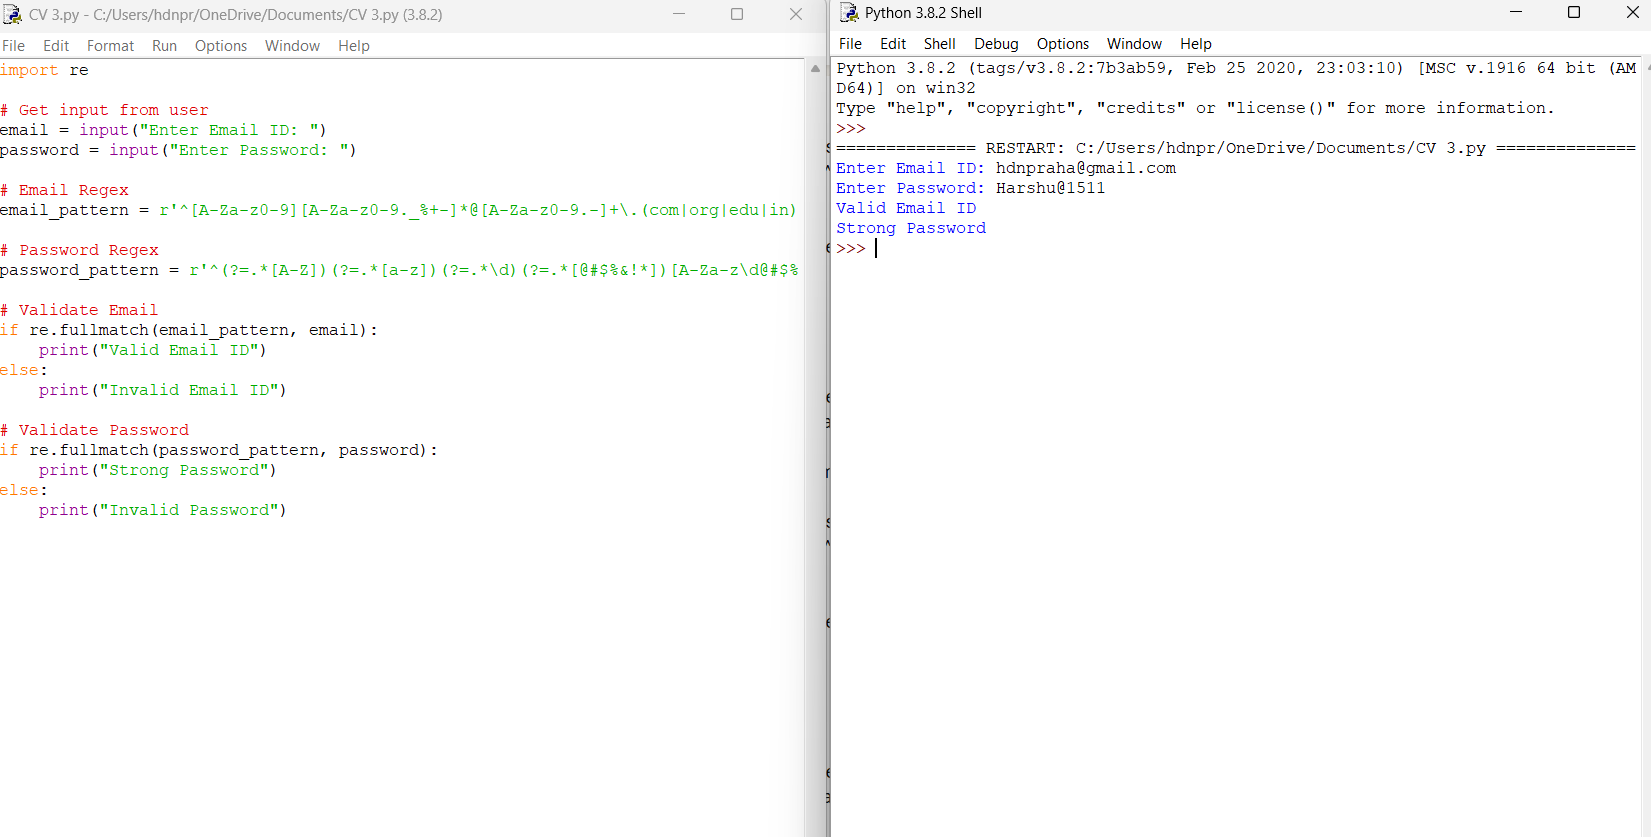 CV 3.py - C:/Users/hdnpr/OneDrive/Documents/CV 3.py (3.8.2)
File Edit Format Run Options Window Help
import re
# Get input from user
email = input("Enter Email ID: ")
password = input("Enter Password: ")
# Email Regex
email_pattern = r'^[A-Za-z0-9][A-Za-z0-9._%+-]*@[A-Za-z0-9.-]+\.(com|org|edu|in)
# Password Regex
password_pattern = r'^(?=.*[A-Z])(?=.*[a-z])(?=.*\d)(?=.*[@#$%&!*])[A-Za-z\d@#$%
# Validate Email
if re.fullmatch(email_pattern, email):
    print("Valid Email ID")
else:
    print("Invalid Email ID")
# Validate Password
if re.fullmatch(password_pattern, password):
    print("Strong Password")
else:
    print("Invalid Password")
Python 3.8.2 Shell
File Edit Shell Debug Options Window Help
Python 3.8.2 (tags/v3.8.2:7b3ab59, Feb 25 2020, 23:03:10) [MSC v.1916 64 bit (AM
D64)] on win32
Type "help", "copyright", "credits" or "license()" for more information.
>>>
============== RESTART: C:/Users/hdnpr/OneDrive/Documents/CV 3.py ==============
Enter Email ID: hdnpraha@gmail.com
Enter Password: Harshu@1511
Valid Email ID
Strong Password
>>>